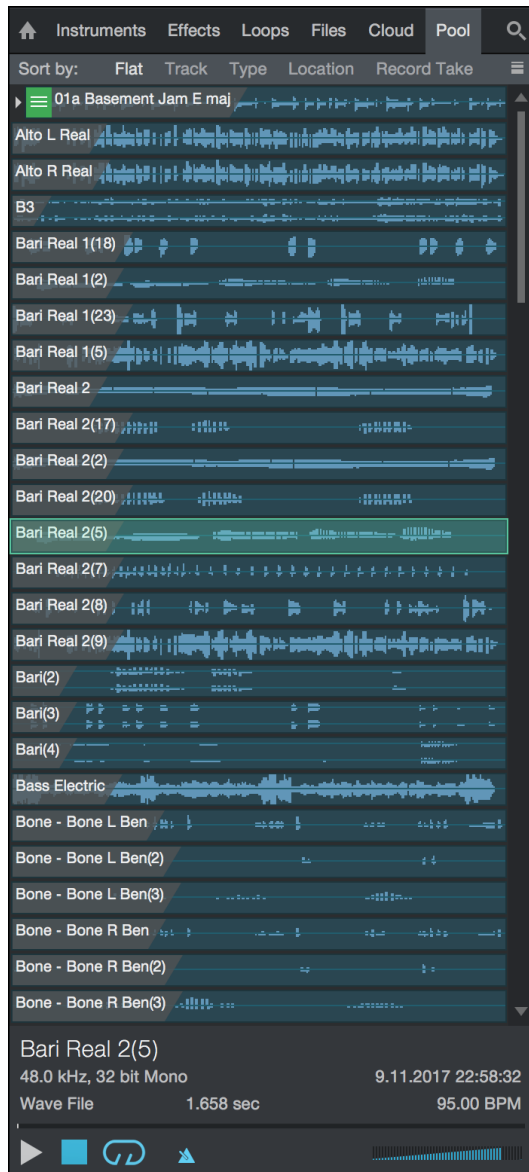 Instruments Effects Loops Files Cloud Pool
Sort by: Flat Track Type Location Record Take
01a Basement Jam E maj
Alto L Real
Alto R Real
B3
Bari Real 1(18)
Bari Real 1(2)
Bari Real 1(23)
Bari Real 1(5)
Bari Real 2
Bari Real 2(17)
Bari Real 2(2)
Bari Real 2(20)
Bari Real 2(5)
Bari Real 2(7)
Bari Real 2(8)
Bari Real 2(9)
Bari(2)
Bari(3)
Bari(4)
Bass Electric
Bone - Bone L Ben
Bone - Bone L Ben(2)
Bone - Bone L Ben(3)
Bone - Bone R Ben
Bone - Bone R Ben(2)
Bone - Bone R Ben(3)
Bari Real 2(5)
48.0 kHz, 32 bit Mono 9.11.2017 22:58:32
Wave File 1.658 sec 95.00 BPM